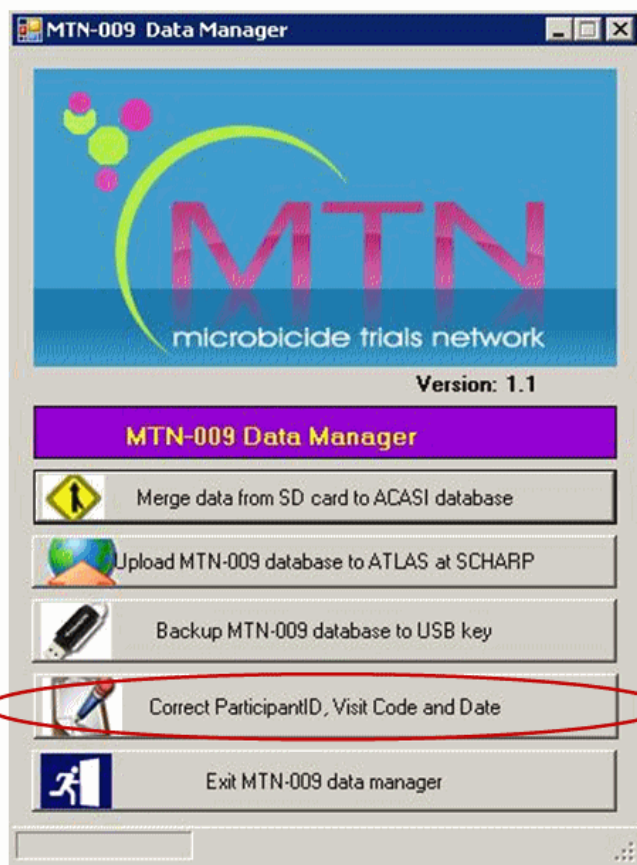 MTN-009 Data Manager
MTN
microbicide trials network
Version: 1.1
MTN-009 Data Manager
Merge data from SD card to ACASI database
Upload MTN-009 database to ATLAS at SCHARP
Backup MTN-009 database to USB key
Correct ParticipantID, Visit Code and Date
Exit MTN-009 data manager